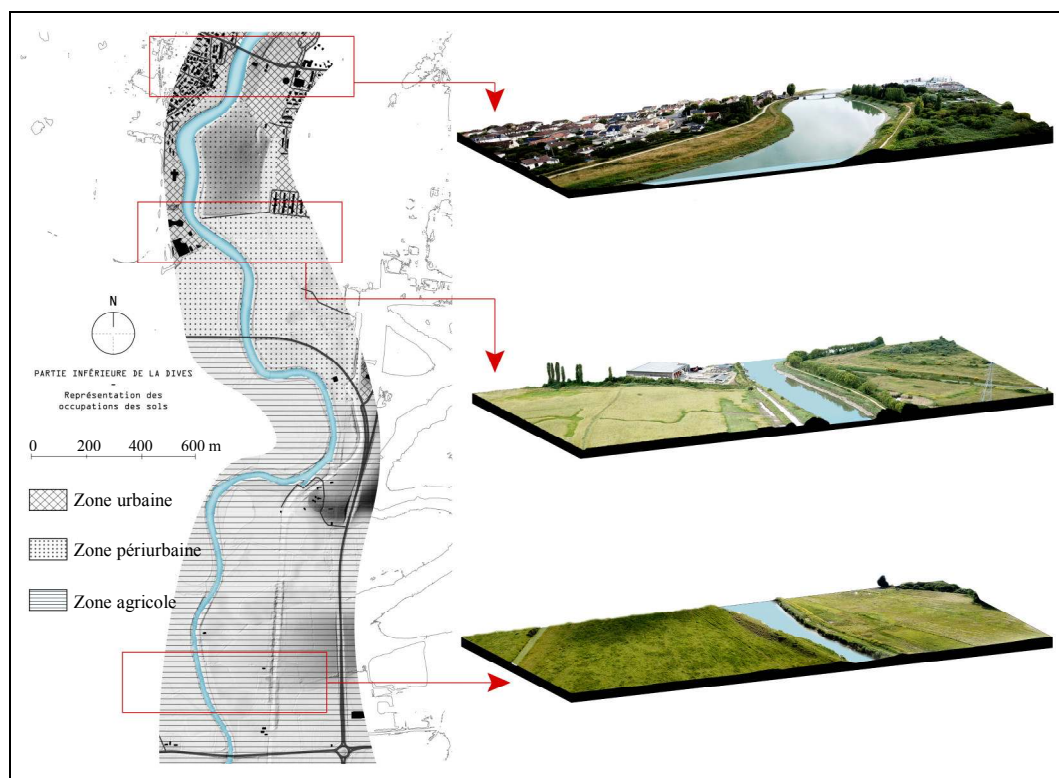 N
PARTIE INFÉRIEURE DE LA DIVES
–
Représentation des
occupations des sols
0 200 400 600 m
Zone urbaine
Zone périurbaine
Zone agricole